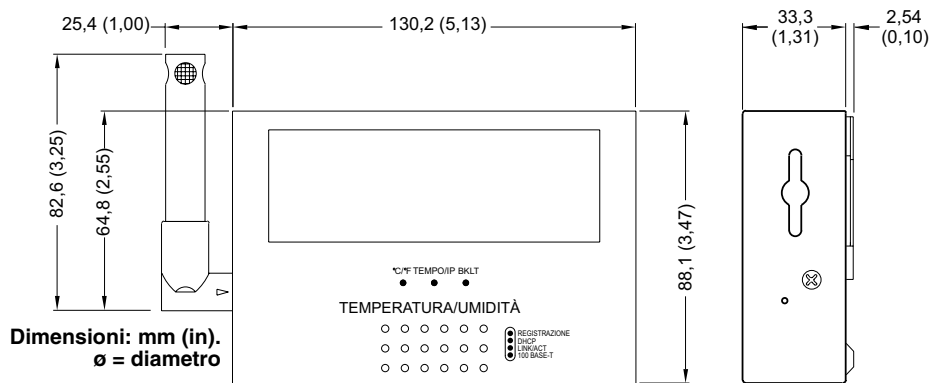 25,4 (1,00)
130,2 (5,13)
33,3
(1,31)
2,54
(0,10)
82,6 (3,25)
64,8 (2,55)
88,1 (3,47)
°C/°F TEMPO/IP BKLT
TEMPERATURA/UMIDITÀ
REGISTRAZIONE
DHCP
LINK/ACT
100 BASE-T
Dimensioni: mm (in).
ø = diametro